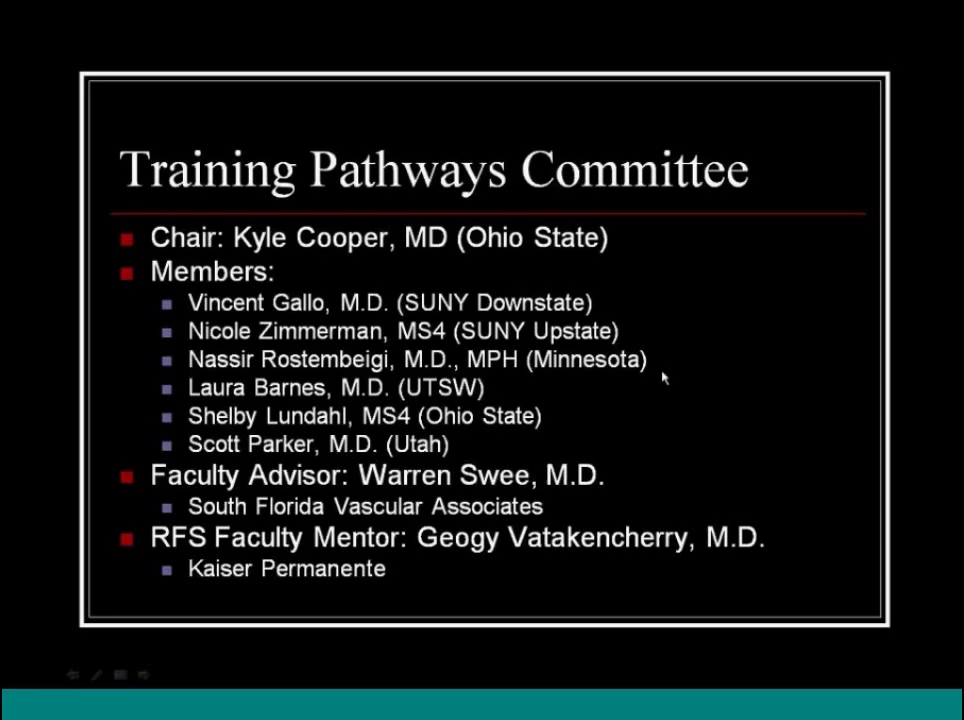 Training Pathways Committee
Chair: Kyle Cooper, MD (Ohio State)
Members:
Vincent Gallo, M.D. (SUNY Downstate)
Nicole Zimmerman, MS4 (SUNY Upstate)
Nassir Rostembeigi, M.D., MPH (Minnesota)
Laura Barnes, M.D. (UTSW)
Shelby Lundahl, MS4 (Ohio State)
Scott Parker, M.D. (Utah)
Faculty Advisor: Warren Swee, M.D.
South Florida Vascular Associates
RFS Faculty Mentor: Geogy Vatakencherry, M.D.
Kaiser Permanente